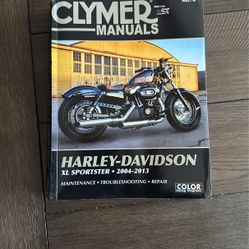 CLYMER
MANUALS
HARLEY-DAVIDSON
XL SPORTSTER • 2004-2013
MAINTENANCE • TROUBLESHOOTING • REPAIR
COLOR